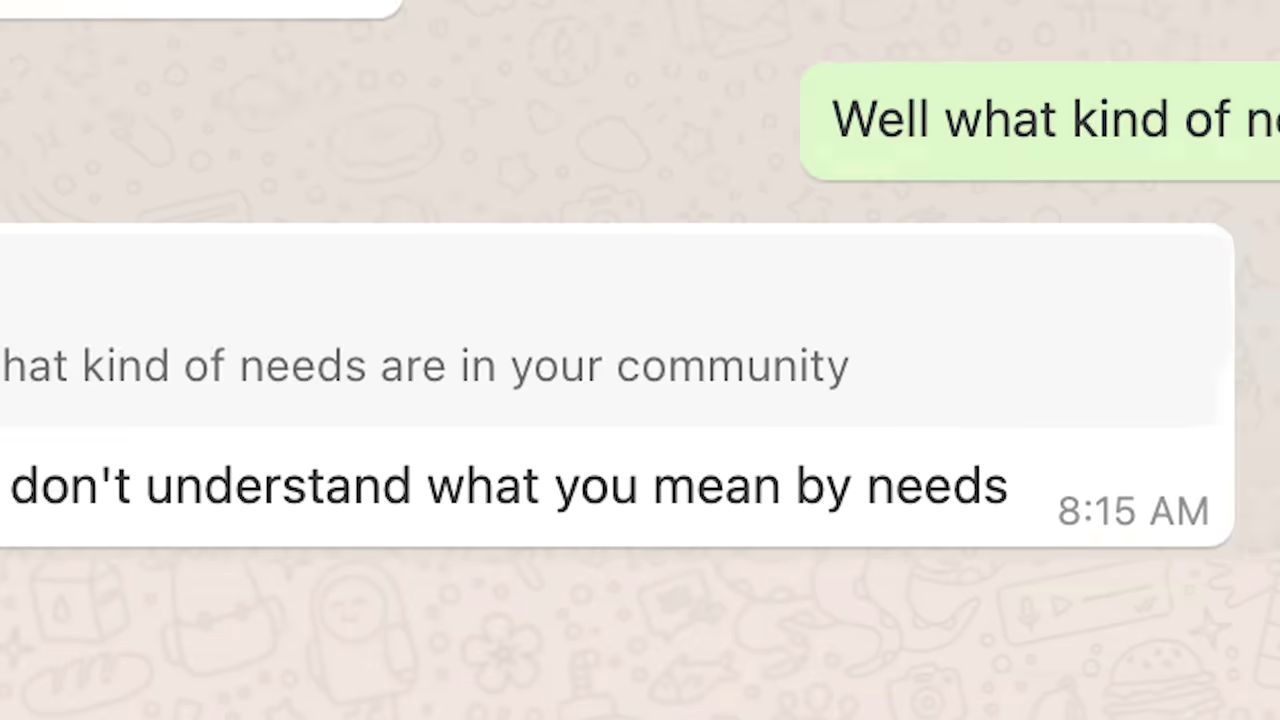 Well what kind of
hat kind of needs are in your community
don't understand what you mean by needs
8:15 AM